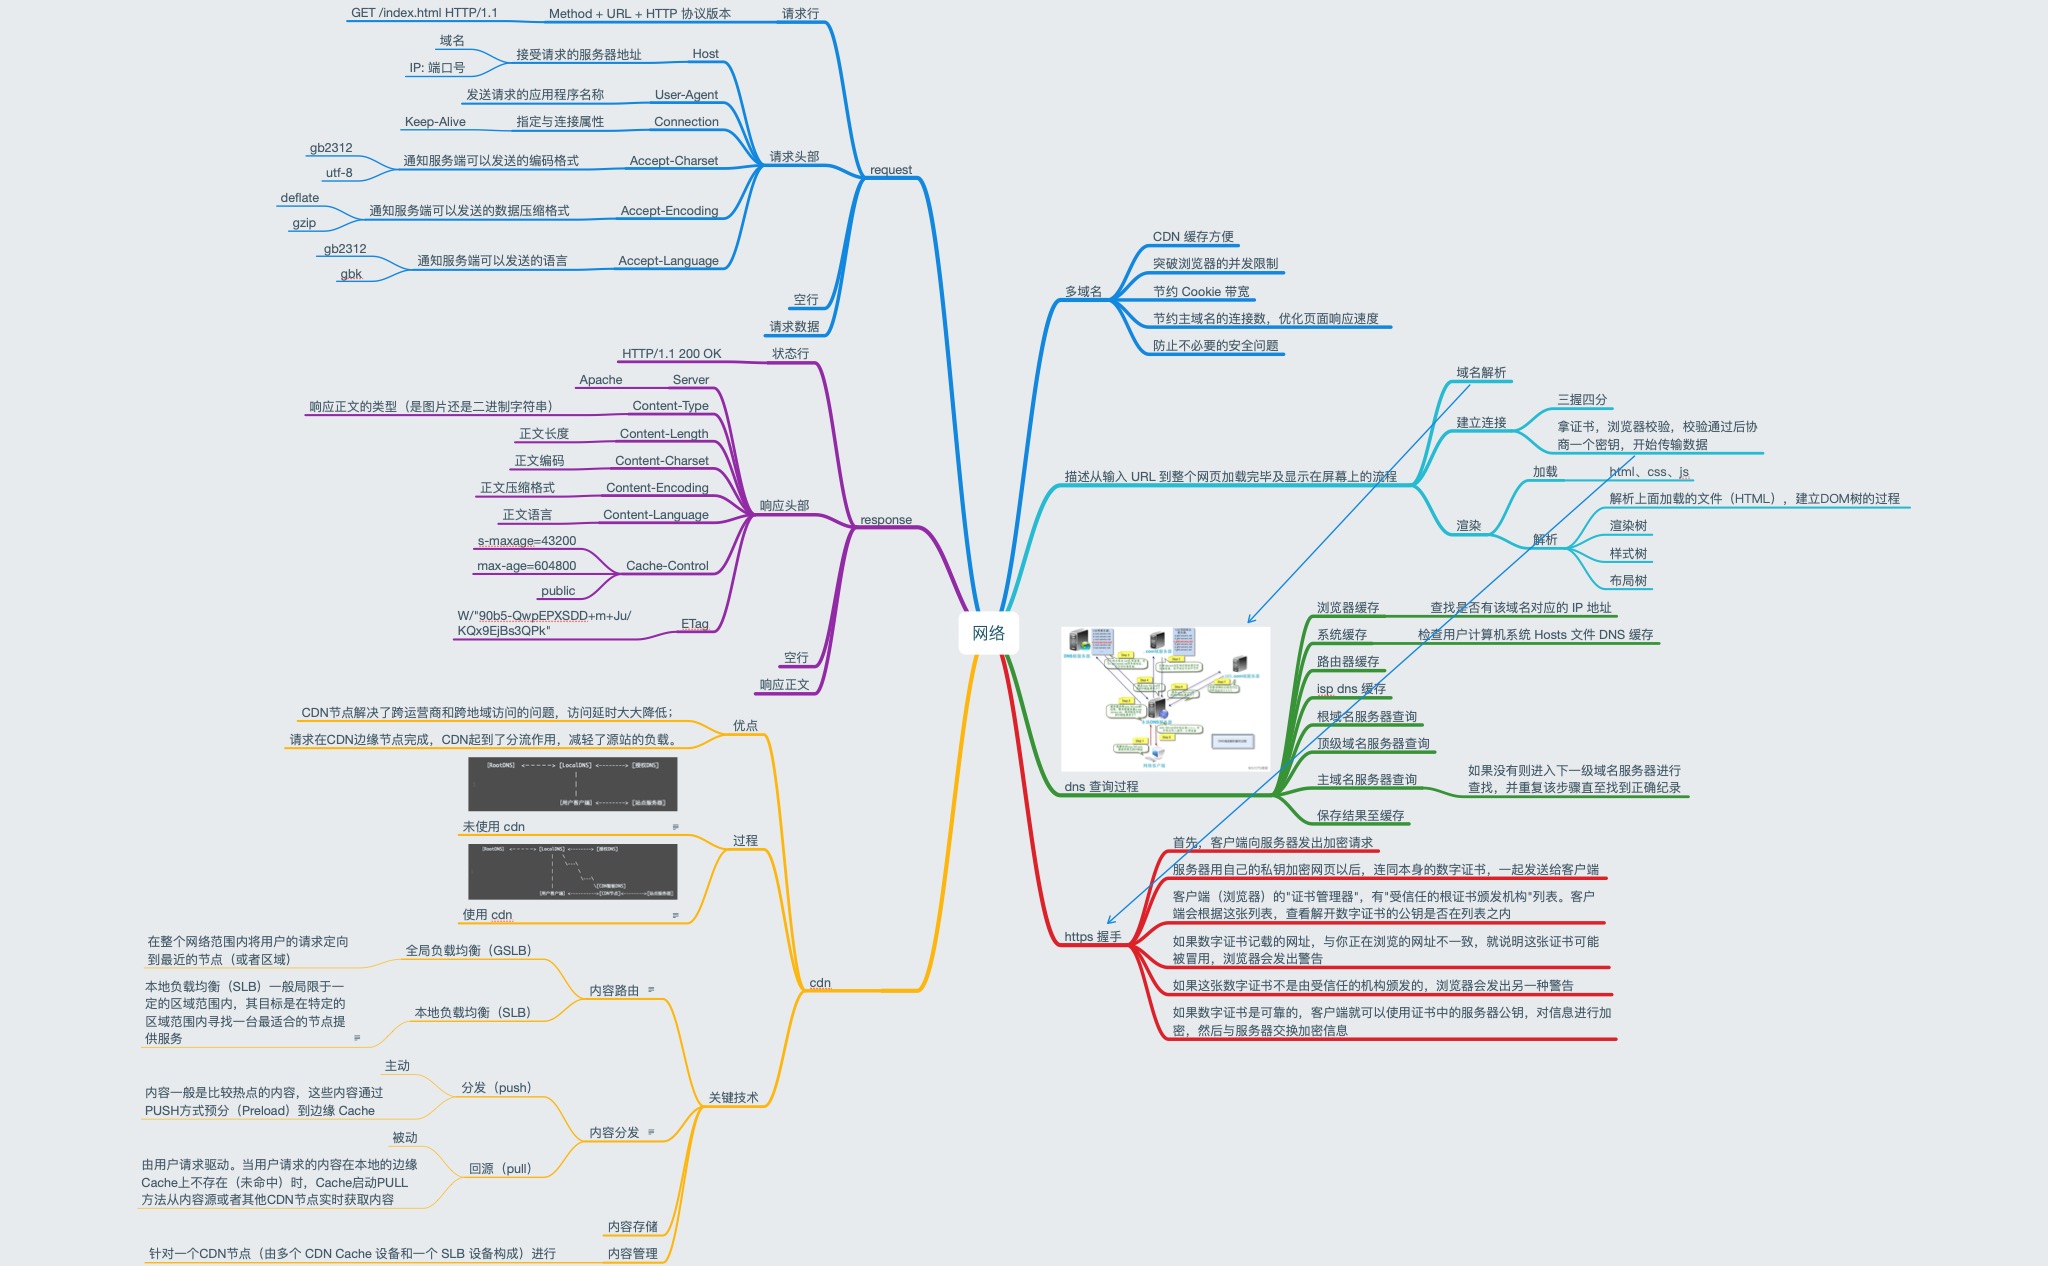 网络
request
请求行
Method + URL + HTTP 协议版本
GET /index.html HTTP/1.1
请求头部
Host
接受请求的服务器地址
域名
IP: 端口号
User-Agent
发送请求的应用程序名称
Connection
指定与连接属性
Keep-Alive
Accept-Charset
通知服务端可以发送的编码格式
gb2312
utf-8
Accept-Encoding
通知服务端可以发送的数据压缩格式
deflate
gzip
Accept-Language
通知服务端可以发送的语言
gb2312
gbk
空行
请求数据
response
状态行
HTTP/1.1 200 OK
响应头部
Server
Apache
Content-Type
响应正文的类型（是图片还是二进制字符串）
Content-Length
正文长度
Content-Charset
正文编码
Content-Encoding
正文压缩格式
Content-Language
正文语言
Cache-Control
s-maxage=43200
max-age=604800
public
ETag
W/"90b5-QwpEPXSDD+m+Ju/
KQx9EjBs3QPk"
空行
响应正文
cdn
优点
CDN节点解决了跨运营商和跨地域访问的问题，访问延时大大降低；
请求在CDN边缘节点完成，CDN起到了分流作用，减轻了源站的负载。
过程
[RootDNS] <------> [LocalDNS] <--------> [授权DNS]
[用户客户端] <--------> [站点服务器]
未使用 cdn
[RootDNS] <------> [LocalDNS] <--------> [授权DNS]
使用 cdn
关键技术
内容路由
全局负载均衡（GSLB）
在整个网络范围内将用户的请求定向
到最近的节点（或者区域）
本地负载均衡（SLB）
本地负载均衡（SLB）一般局限于一
定的区域范围内，其目标是在特定的
区域范围内寻找一台最适合的节点提
供服务
内容分发
分发（push）
主动
内容一般是比较热点的内容，这些内容通过
PUSH方式预分（Preload）到边缘 Cache
回源（pull）
被动
由用户请求驱动。当用户请求的内容在本地的边缘
Cache上不存在（未命中）时，Cache启动PULL
方法从内容源或者其他CDN节点实时获取内容
内容存储
内容管理
针对一个CDN节点（由多个 CDN Cache 设备和一个 SLB 设备构成）进行
多域名
CDN 缓存方便
突破浏览器的并发限制
节约 Cookie 带宽
节约主域名的连接数，优化页面响应速度
防止不必要的安全问题
描述从输入 URL 到整个网页加载完毕及显示在屏幕上的流程
域名解析
建立连接
三握四分
拿证书，浏览器校验，校验通过后协
商一个密钥，开始传输数据
渲染
加载
html、css、js
解析
解析上面加载的文件（HTML），建立DOM树的过程
渲染树
样式树
布局树
dns 查询过程
浏览器缓存
查找是否有该域名对应的 IP 地址
系统缓存
检查用户计算机系统 Hosts 文件 DNS 缓存
路由器缓存
isp dns 缓存
根域名服务器查询
顶级域名服务器查询
主域名服务器查询
如果没有则进入下一级域名服务器进行
查找，并重复该步骤直至找到正确纪录
保存结果至缓存
https 握手
首先，客户端向服务器发出加密请求
服务器用自己的私钥加密网页以后，连同本身的数字证书，一起发送给客户端
客户端（浏览器）的"证书管理器"，有"受信任的根证书颁发机构"列表。客户
端会根据这张列表，查看解开数字证书的公钥是否在列表之内
如果数字证书记载的网址，与你正在浏览的网址不一致，就说明这张证书可能
被冒用，浏览器会发出警告
如果这张数字证书不是由受信任的机构颁发的，浏览器会发出另一种警告
如果数字证书是可靠的，客户端就可以使用证书中的服务器公钥，对信息进行加
密，然后与服务器交换加密信息